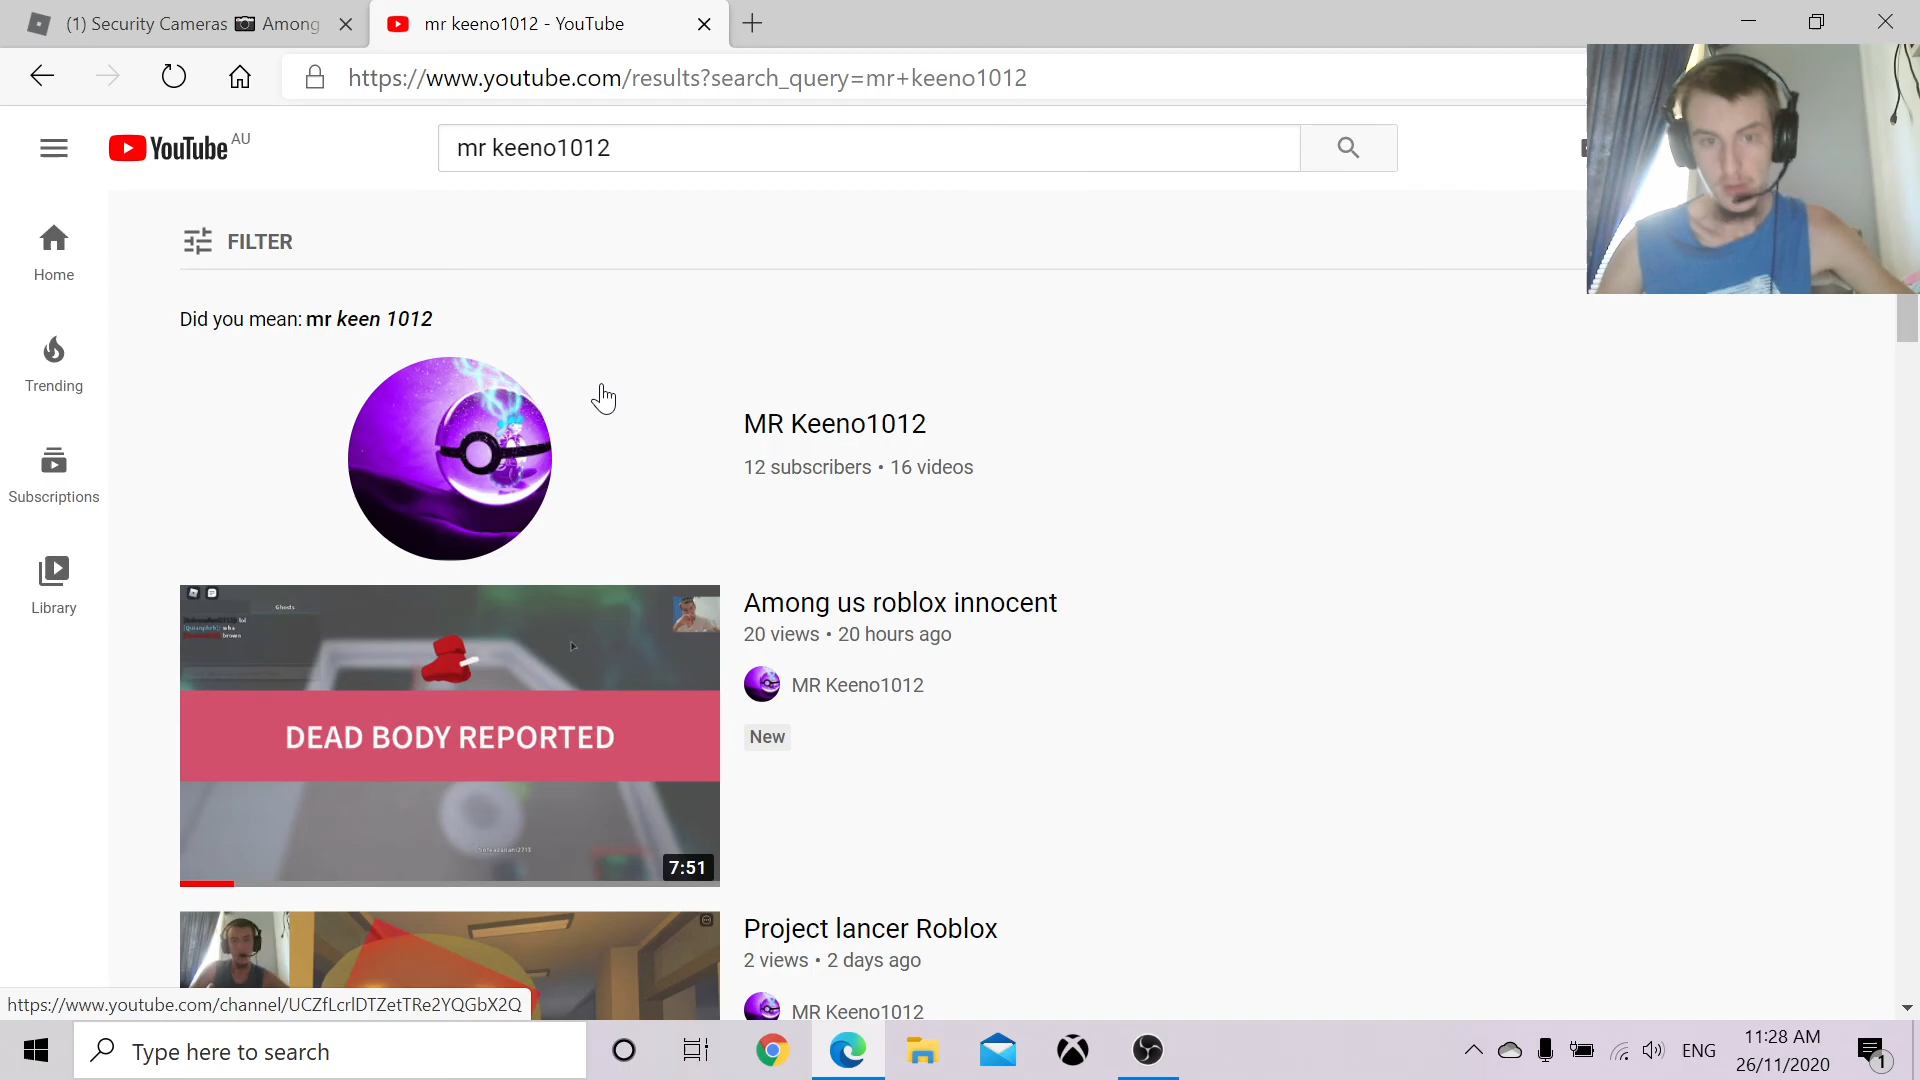 (1) Security Cameras 📷 Among
mr keeno1012 - YouTube
https://www.youtube.com/results?search_query=mr+keeno1012
YouTube AU
mr keeno1012
Home
Trending
Subscriptions
Library
FILTER
Did you mean: mr keen 1012
MR Keeno1012
12 subscribers • 16 videos
Ghosts
DEAD BODY REPORTED
7:51
Among us roblox innocent
20 views • 20 hours ago
MR Keeno1012
New
Project lancer Roblox
2 views • 2 days ago
MR Keeno1012
https://www.youtube.com/channel/UCZfLcrlDTZetTRe2YQGbX2Q
Type here to search
ENG
11:28 AM
26/11/2020
1